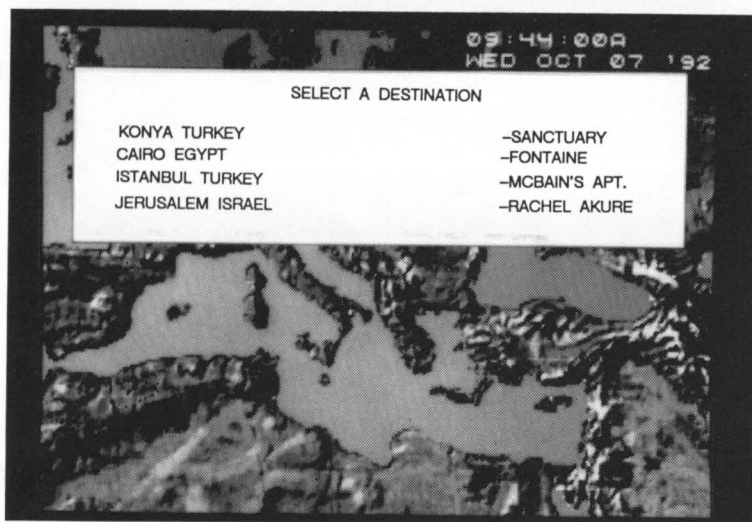 09:44:00A
WED OCT 07 '92
SELECT A DESTINATION
KONYA TURKEY –SANCTUARY
CAIRO EGYPT –FONTAINE
ISTANBUL TURKEY –MCBAIN'S APT.
JERUSALEM ISRAEL –RACHEL AKURE